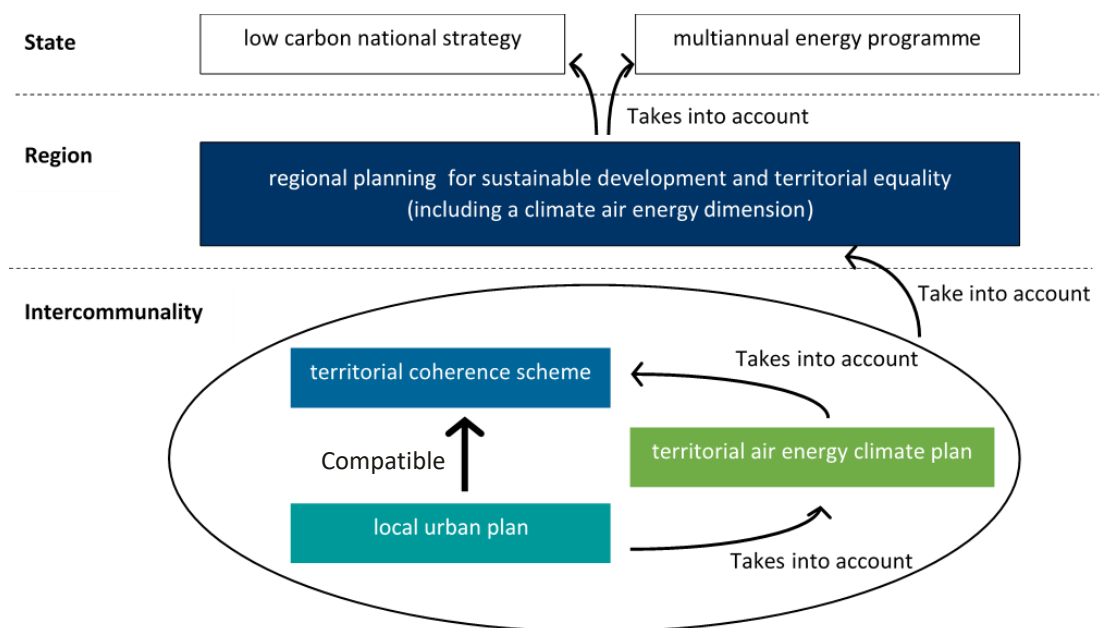 State
low carbon national strategy
multiannual energy programme
Takes into account
Region
regional planning for sustainable development and territorial equality
(including a climate air energy dimension)
Take into account
Intercommunality
Takes into account
territorial coherence scheme
territorial air energy climate plan
Compatible
local urban plan
Takes into account